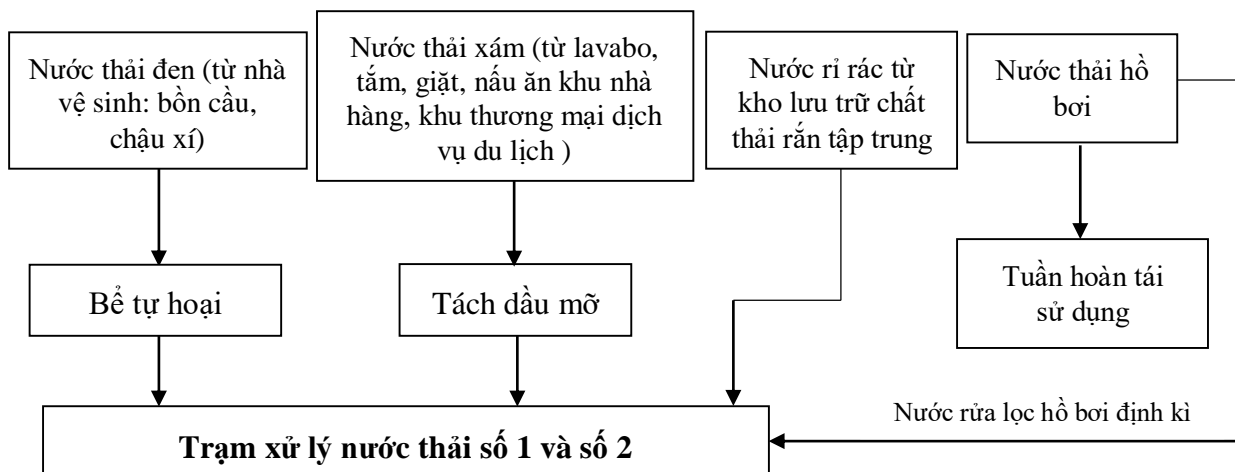 Nước thải đen (từ nhà
vệ sinh: bồn cầu,
chậu xí)
Nước thải xám (từ lavabo,
tắm, giặt, nấu ăn khu nhà
hàng, khu thương mại dịch
vụ du lịch )
Nước rỉ rác từ
kho lưu trữ chất
thải rắn tập trung
Nước thải hồ
bơi
Bể tự hoại
Tách dầu mỡ
Tuần hoàn tái
sử dụng
Nước rửa lọc hồ bơi định kì
Trạm xử lý nước thải số 1 và số 2